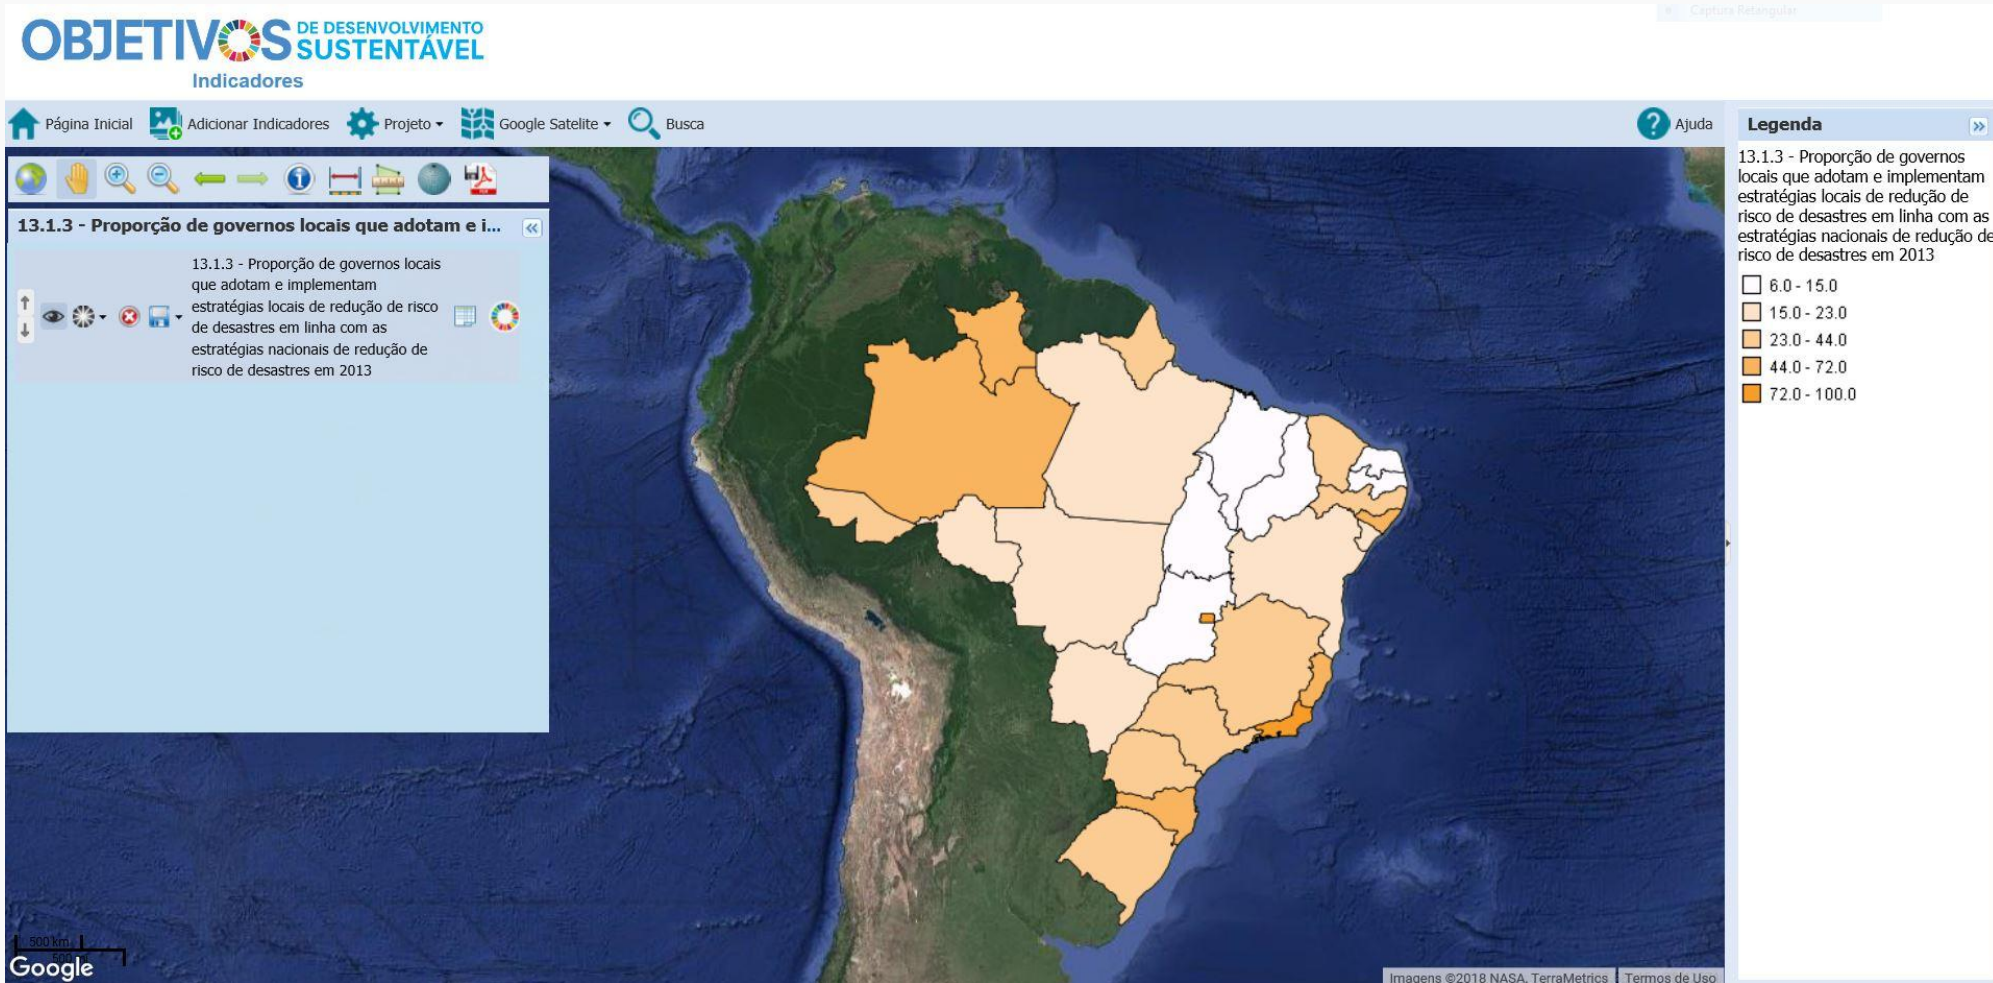 Captura Retangular
OBJETIVOS DE DESENVOLVIMENTO
SUSTENTÁVEL
Indicadores
Página Inicial Adicionar Indicadores Projeto Google Satelite Busca Ajuda
13.1.3 - Proporção de governos locais que adotam e i...
13.1.3 - Proporção de governos locais
que adotam e implementam
estratégias locais de redução de risco
de desastres em linha com as
estratégias nacionais de redução de
risco de desastres em 2013
Legenda
13.1.3 - Proporção de governos
locais que adotam e implementam
estratégias locais de redução de
risco de desastres em linha com as
estratégias nacionais de redução de
risco de desastres em 2013
6.0 - 15.0
15.0 - 23.0
23.0 - 44.0
44.0 - 72.0
72.0 - 100.0
500 km
Google
Imagens ©2018 NASA, TerraMetrics Termos de Uso